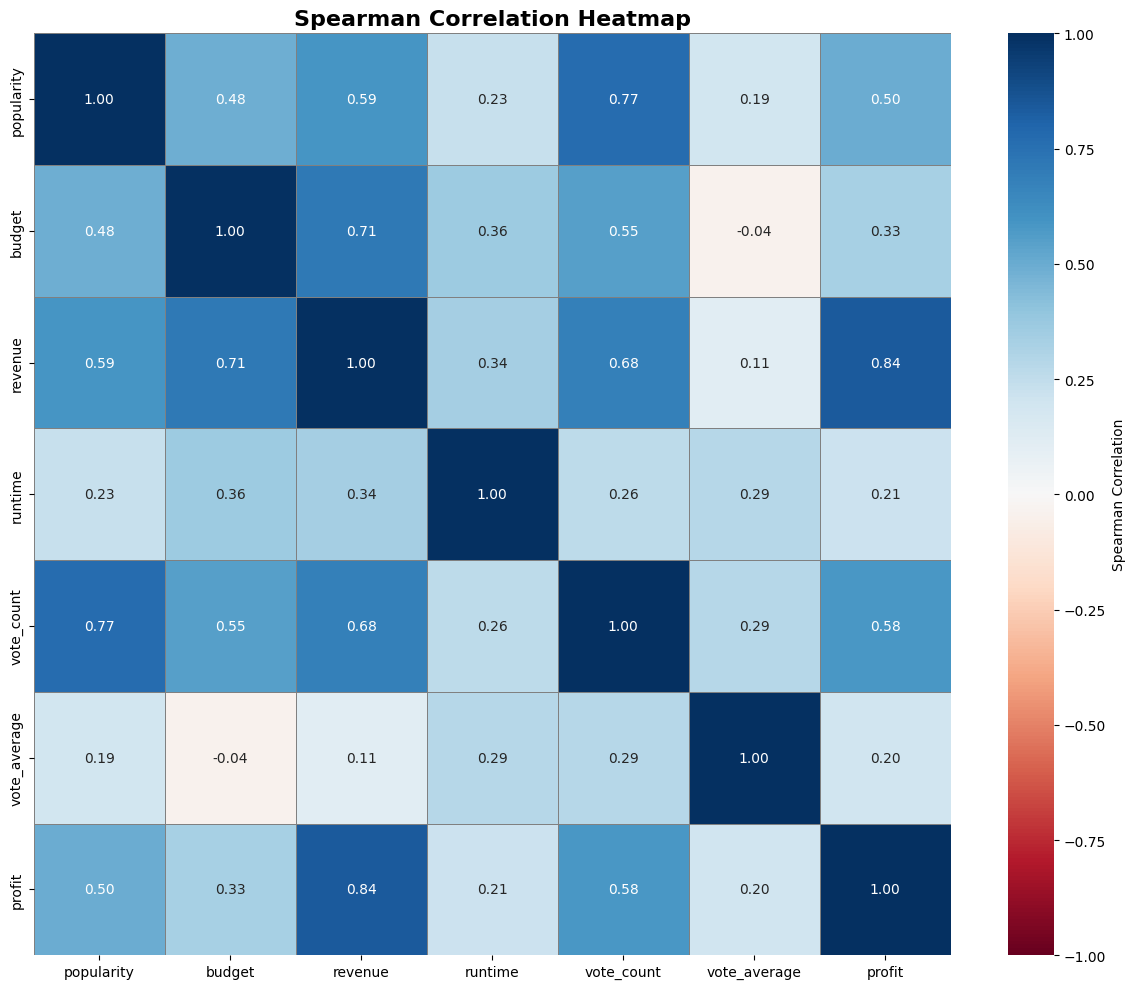 Spearman Correlation Heatmap
popularity 1.00 0.48 0.59 0.23 0.77 0.19 0.50
budget 0.48 1.00 0.71 0.36 0.55 -0.04 0.33
revenue 0.59 0.71 1.00 0.34 0.68 0.11 0.84
runtime 0.23 0.36 0.34 1.00 0.26 0.29 0.21
vote_count 0.77 0.55 0.68 0.26 1.00 0.29 0.58
vote_average 0.19 -0.04 0.11 0.29 0.29 1.00 0.20
profit 0.50 0.33 0.84 0.21 0.58 0.20 1.00
popularity budget revenue runtime vote_count vote_average profit
1.00
0.75
0.50
0.25
0.00
−0.25
−0.50
−0.75
−1.00
Spearman Correlation